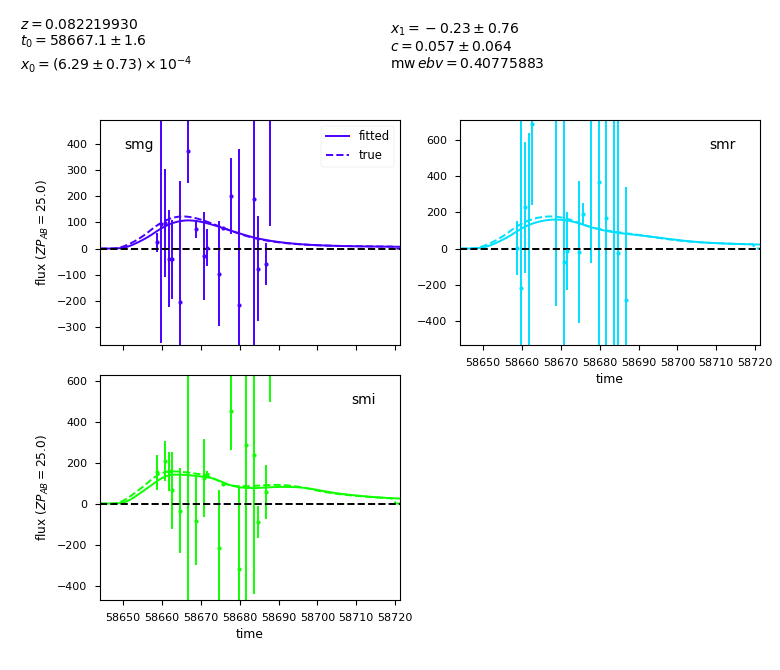 z = 0.082219930
t₀ = 58667.1 ± 1.6
x₀ = (6.29 ± 0.73) × 10⁻⁴
x₁ = −0.23 ± 0.76
c = 0.057 ± 0.064
mw ebv = 0.40775883
smg
fitted
true
400
300
200
100
0
−100
−200
−300
flux (ZP_AB = 25.0)
smr
600
400
200
0
−200
−400
58650 58660 58670 58680 58690 58700 58710 58720
time
smi
600
400
200
0
−200
−400
flux (ZP_AB = 25.0)
58650 58660 58670 58680 58690 58700 58710 58720
time